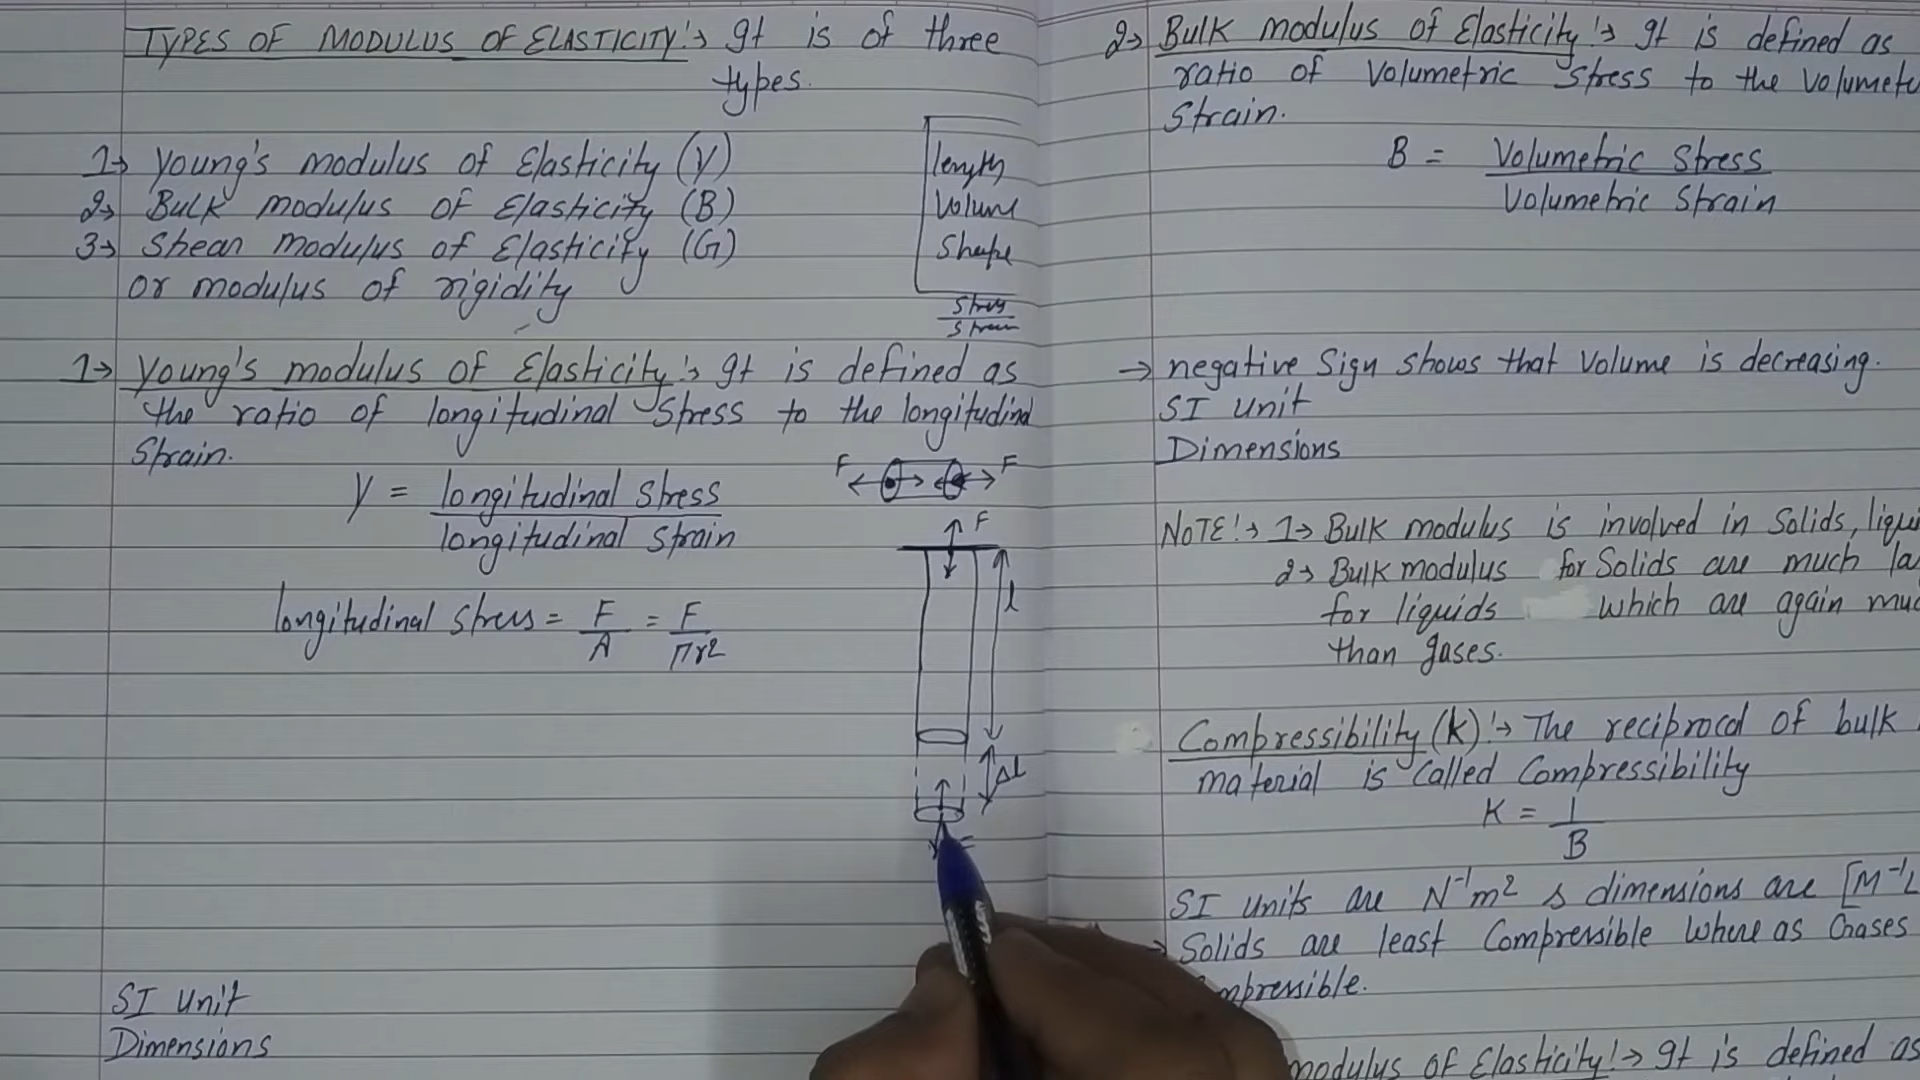 TYPES OF MODULUS OF ELASTICITY :→ It is of three
types.
1→ Young's modulus of Elasticity (Y)
2→ Bulk modulus of Elasticity (B)
3→ Shear modulus of Elasticity (G)
or modulus of rigidity
length
Volume
Shape
Stress
Strain
1→ Young's modulus of Elasticity :→ It is defined as
the ratio of longitudinal Stress to the longitudinal
Strain.
Y = longitudinal Stress
longitudinal Strain
F F
F
l
longitudinal stress = F/A = F/πr²
Δl
SI Unit
Dimensions
2→ Bulk modulus of Elasticity :→ It is defined as
ratio of Volumetric Stress to the
Strain.
B = Volumetric Stress
Volumetric Strain
→ negative Sign shows that Volume is decreasing.
SI Unit
Dimensions
NOTE :→ 1→ Bulk modulus is involved in Solids,
2→ Bulk modulus for Solids are much
for liquids which are again
than gases.
Compressibility (K) :→ The reciprocal of bulk
material is called Compressibility
K = 1/B
SI units are N⁻¹m² & dimensions are [M⁻¹L
→ Solids are least Compressible where as Gases
modulus of Elasticity :→ It is defined as